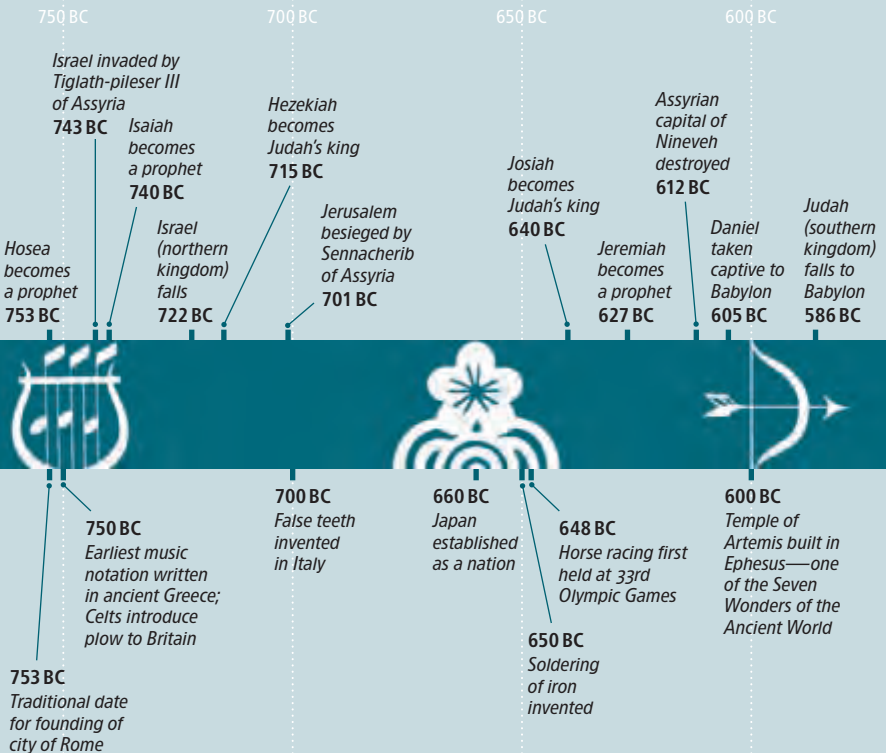 750 BC
700 BC
650 BC
600 BC
Israel invaded by
Tiglath-pileser III
of Assyria
743 BC
Isaiah
becomes
a prophet
740 BC
Hezekiah
becomes
Judah's king
715 BC
Assyrian
capital of
Nineveh
destroyed
612 BC
Hosea
becomes
a prophet
753 BC
Israel
(northern
kingdom)
falls
722 BC
Jerusalem
besieged by
Sennacherib
of Assyria
701 BC
Josiah
becomes
Judah's king
640 BC
Jeremiah
becomes
a prophet
627 BC
Daniel
taken
captive to
Babylon
605 BC
Judah
(southern
kingdom)
falls to
Babylon
586 BC
753 BC
Traditional date
for founding of
city of Rome
750 BC
Earliest music
notation written
in ancient Greece;
Celts introduce
plow to Britain
700 BC
False teeth
invented
in Italy
660 BC
Japan
established
as a nation
650 BC
Soldering
of iron
invented
648 BC
Horse racing first
held at 33rd
Olympic Games
600 BC
Temple of
Artemis built in
Ephesus—one
of the Seven
Wonders of the
Ancient World